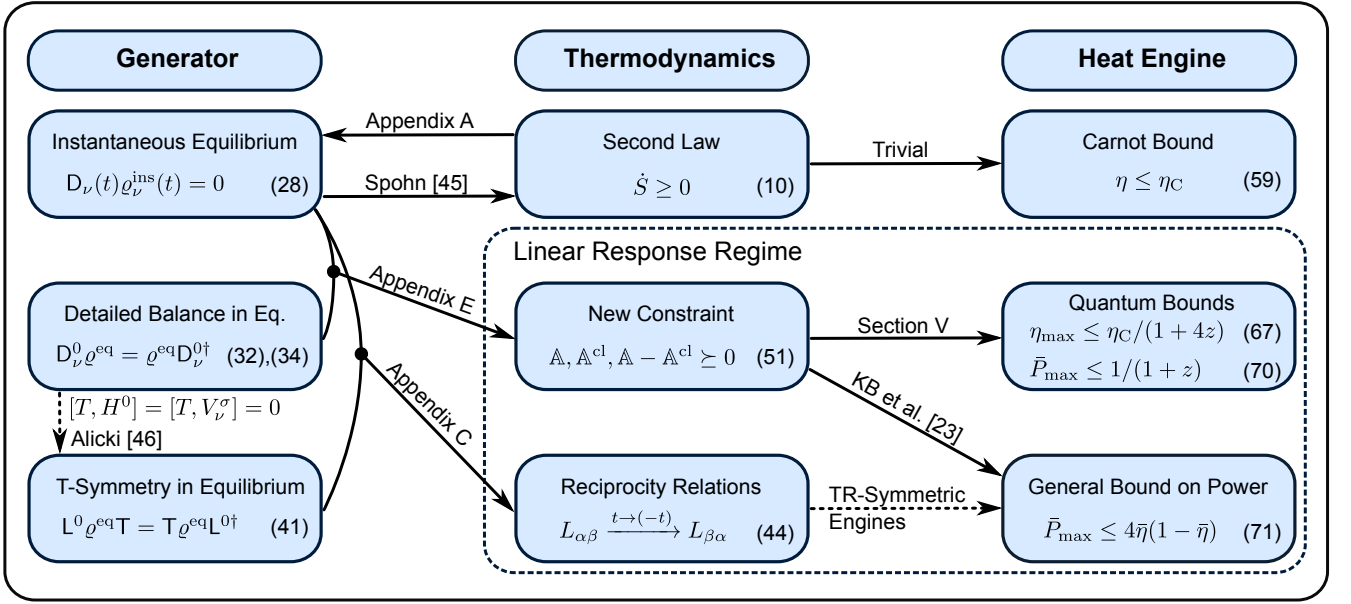 Generator
Thermodynamics
Heat Engine
Instantaneous Equilibrium
D_ν(t)ϱ_ν^ins(t) = 0
(28)
Appendix A
Spohn [45]
Second Law
Ṡ ≥ 0
(10)
Trivial
Carnot Bound
η ≤ η_C
(59)
Linear Response Regime
Detailed Balance in Eq.
D_ν^0 ϱ^eq = ϱ^eq D_ν^0†
(32),(34)
Appendix E
New Constraint
𝔸, 𝔸^cl, 𝔸 − 𝔸^cl ⪰ 0
(51)
Section V
Quantum Bounds
η_max ≤ η_C/(1 + 4z)
(67)
P̄_max ≤ 1/(1 + z)
(70)
[T, H^0] = [T, V_ν^σ] = 0
Alicki [46]
Appendix C
KB et al. [23]
T-Symmetry in Equilibrium
L^0 ϱ^eq T = T ϱ^eq L^0†
(41)
Reciprocity Relations
L_αβ --t→(-t)--> L_βα
(44)
TR-Symmetric
Engines
General Bound on Power
P̄_max ≤ 4η̄(1 − η̄)
(71)